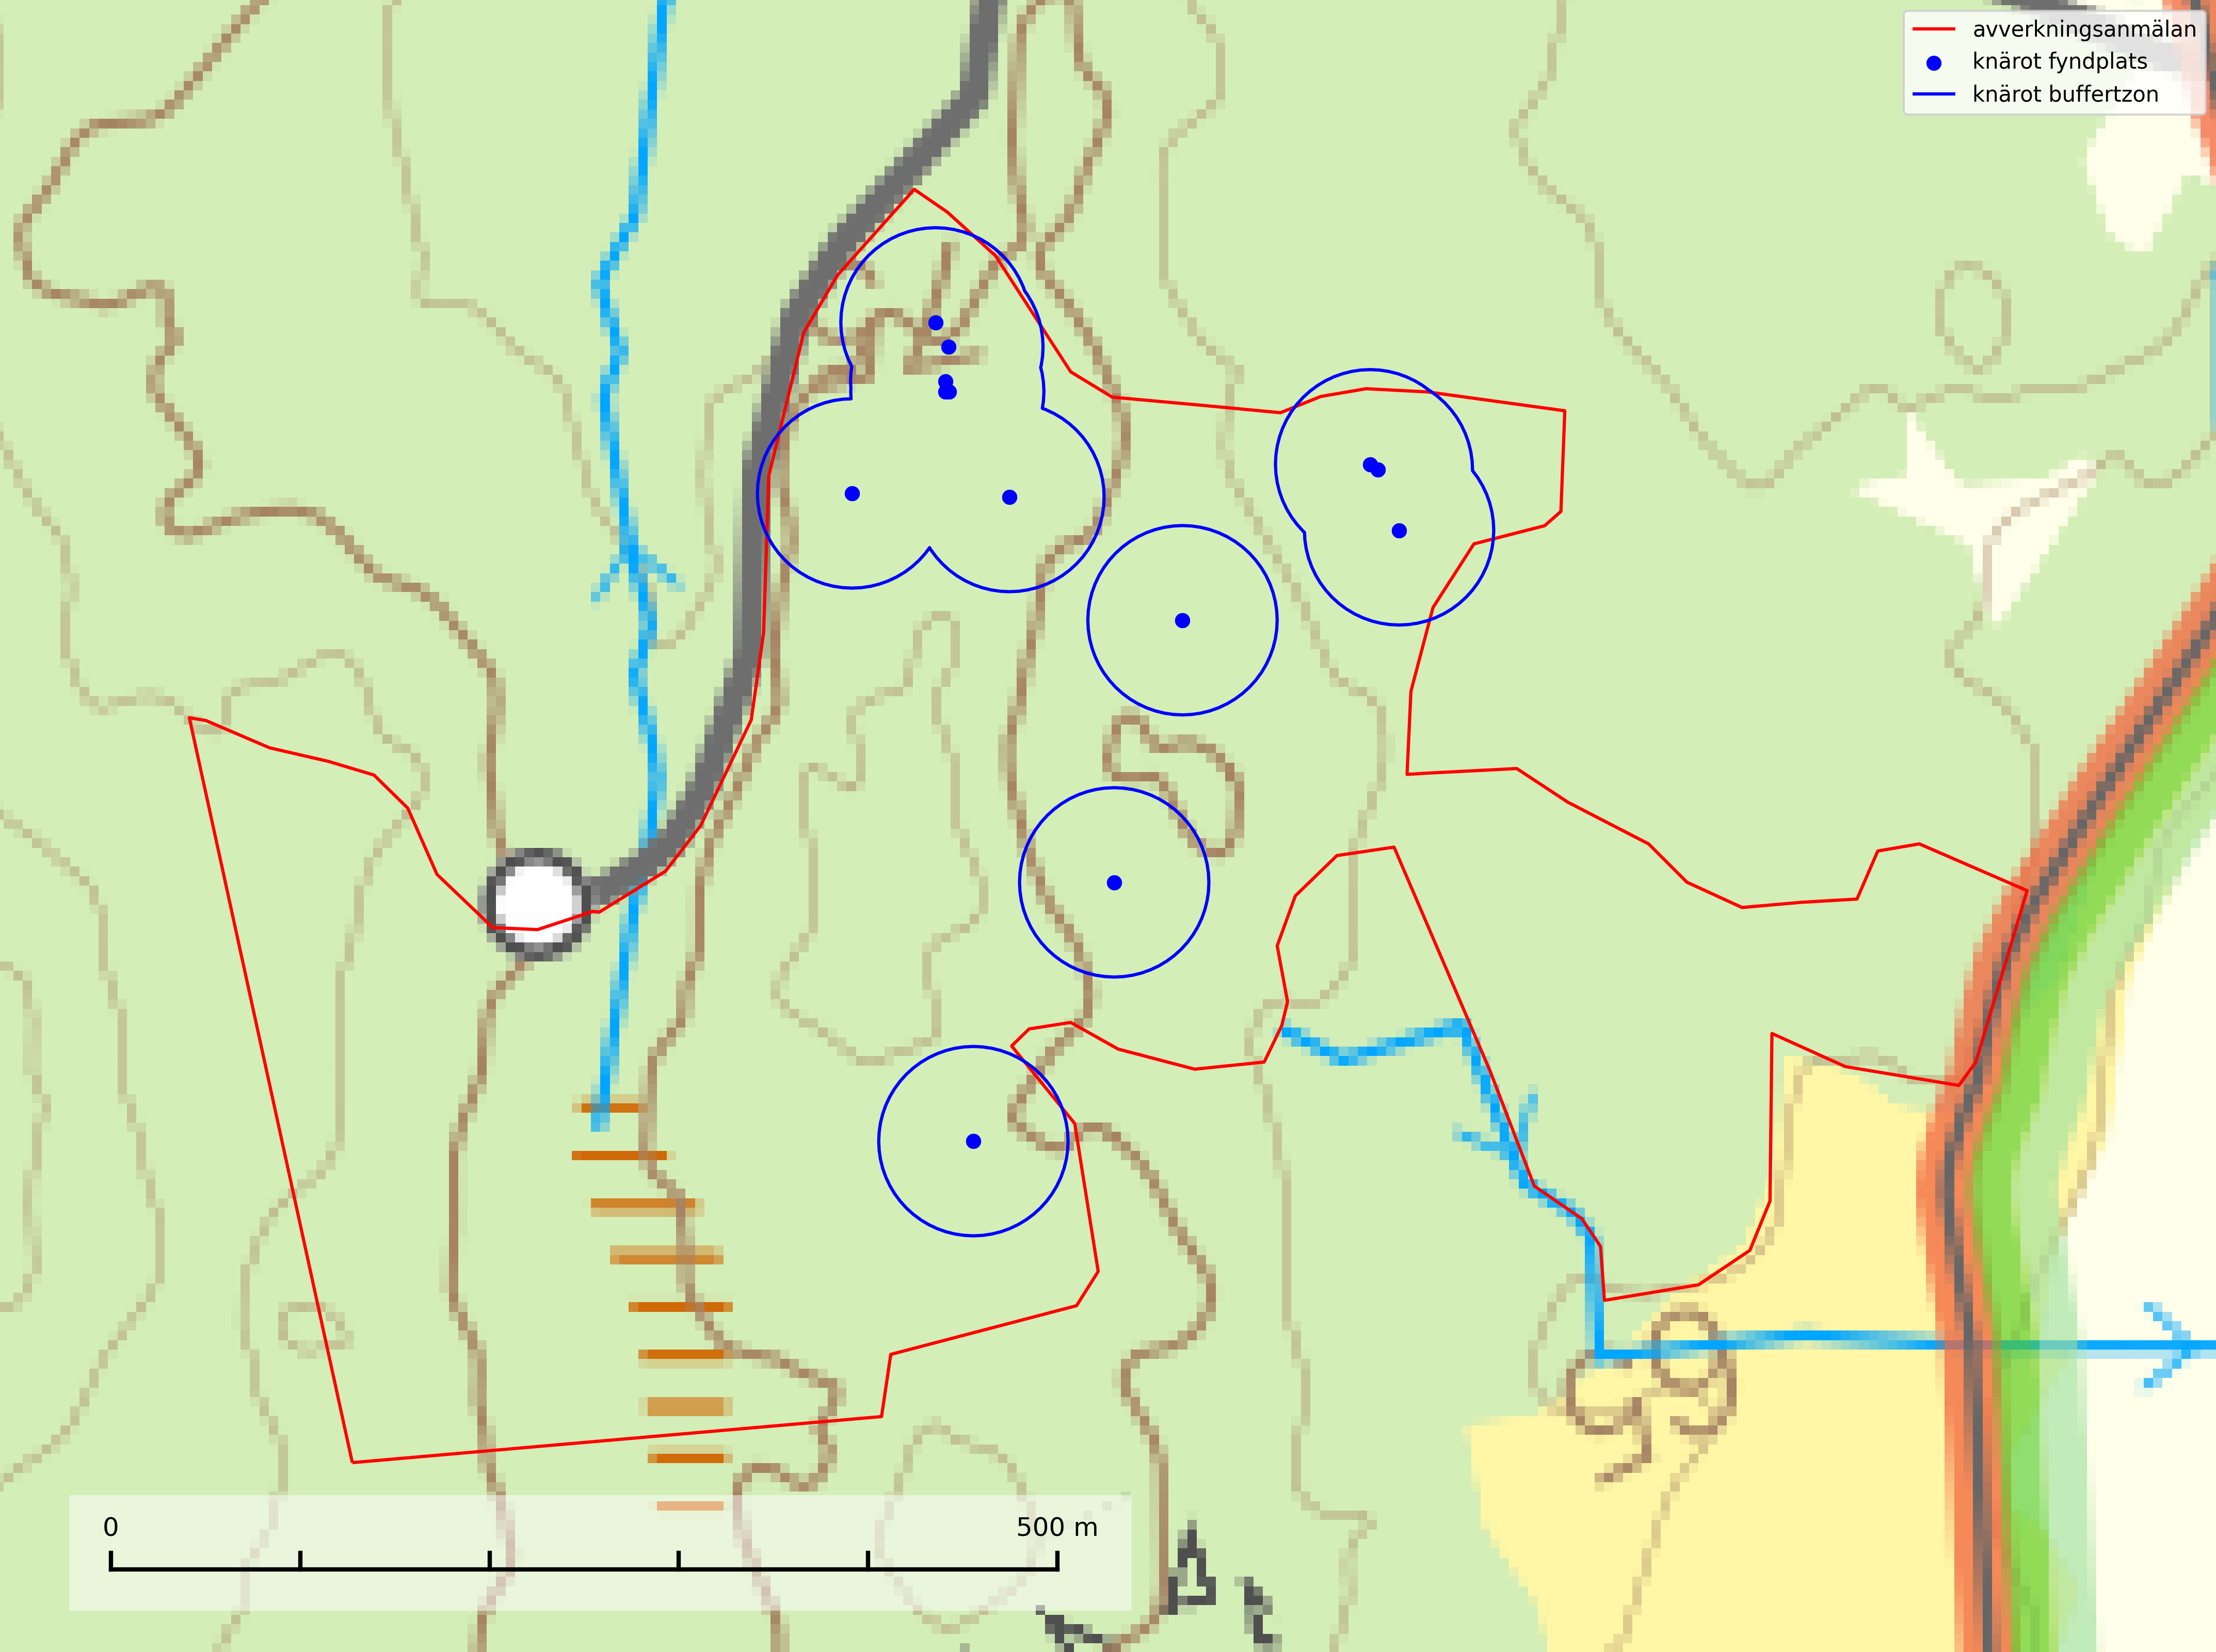 avverkningsanmälan
knärot fyndplats
knärot buffertzon
0 500 m